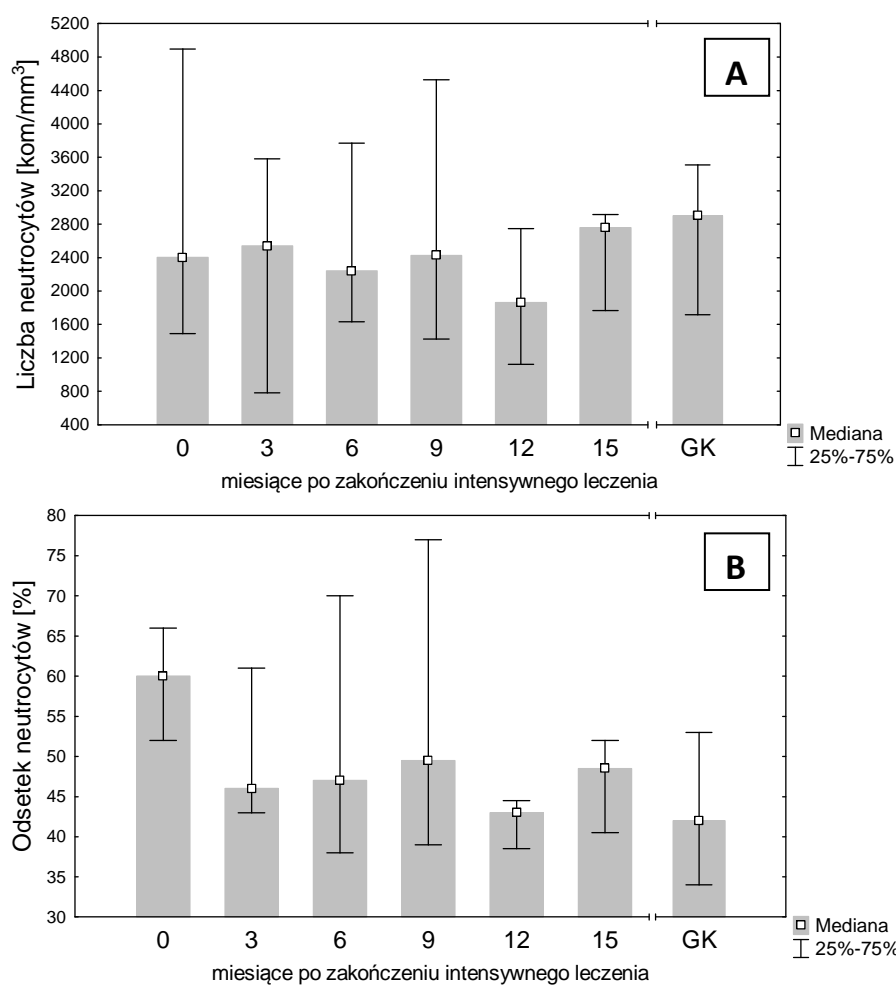 A
Liczba neutrocytów [kom/mm³]
5200
4800
4400
4000
3600
3200
2800
2400
2000
1600
1200
800
400
0 3 6 9 12 15 GK
miesiące po zakończeniu intensywnego leczenia
Mediana
25%-75%
B
Odsetek neutrocytów [%]
80
75
70
65
60
55
50
45
40
35
30
0 3 6 9 12 15 GK
miesiące po zakończeniu intensywnego leczenia
Mediana
25%-75%